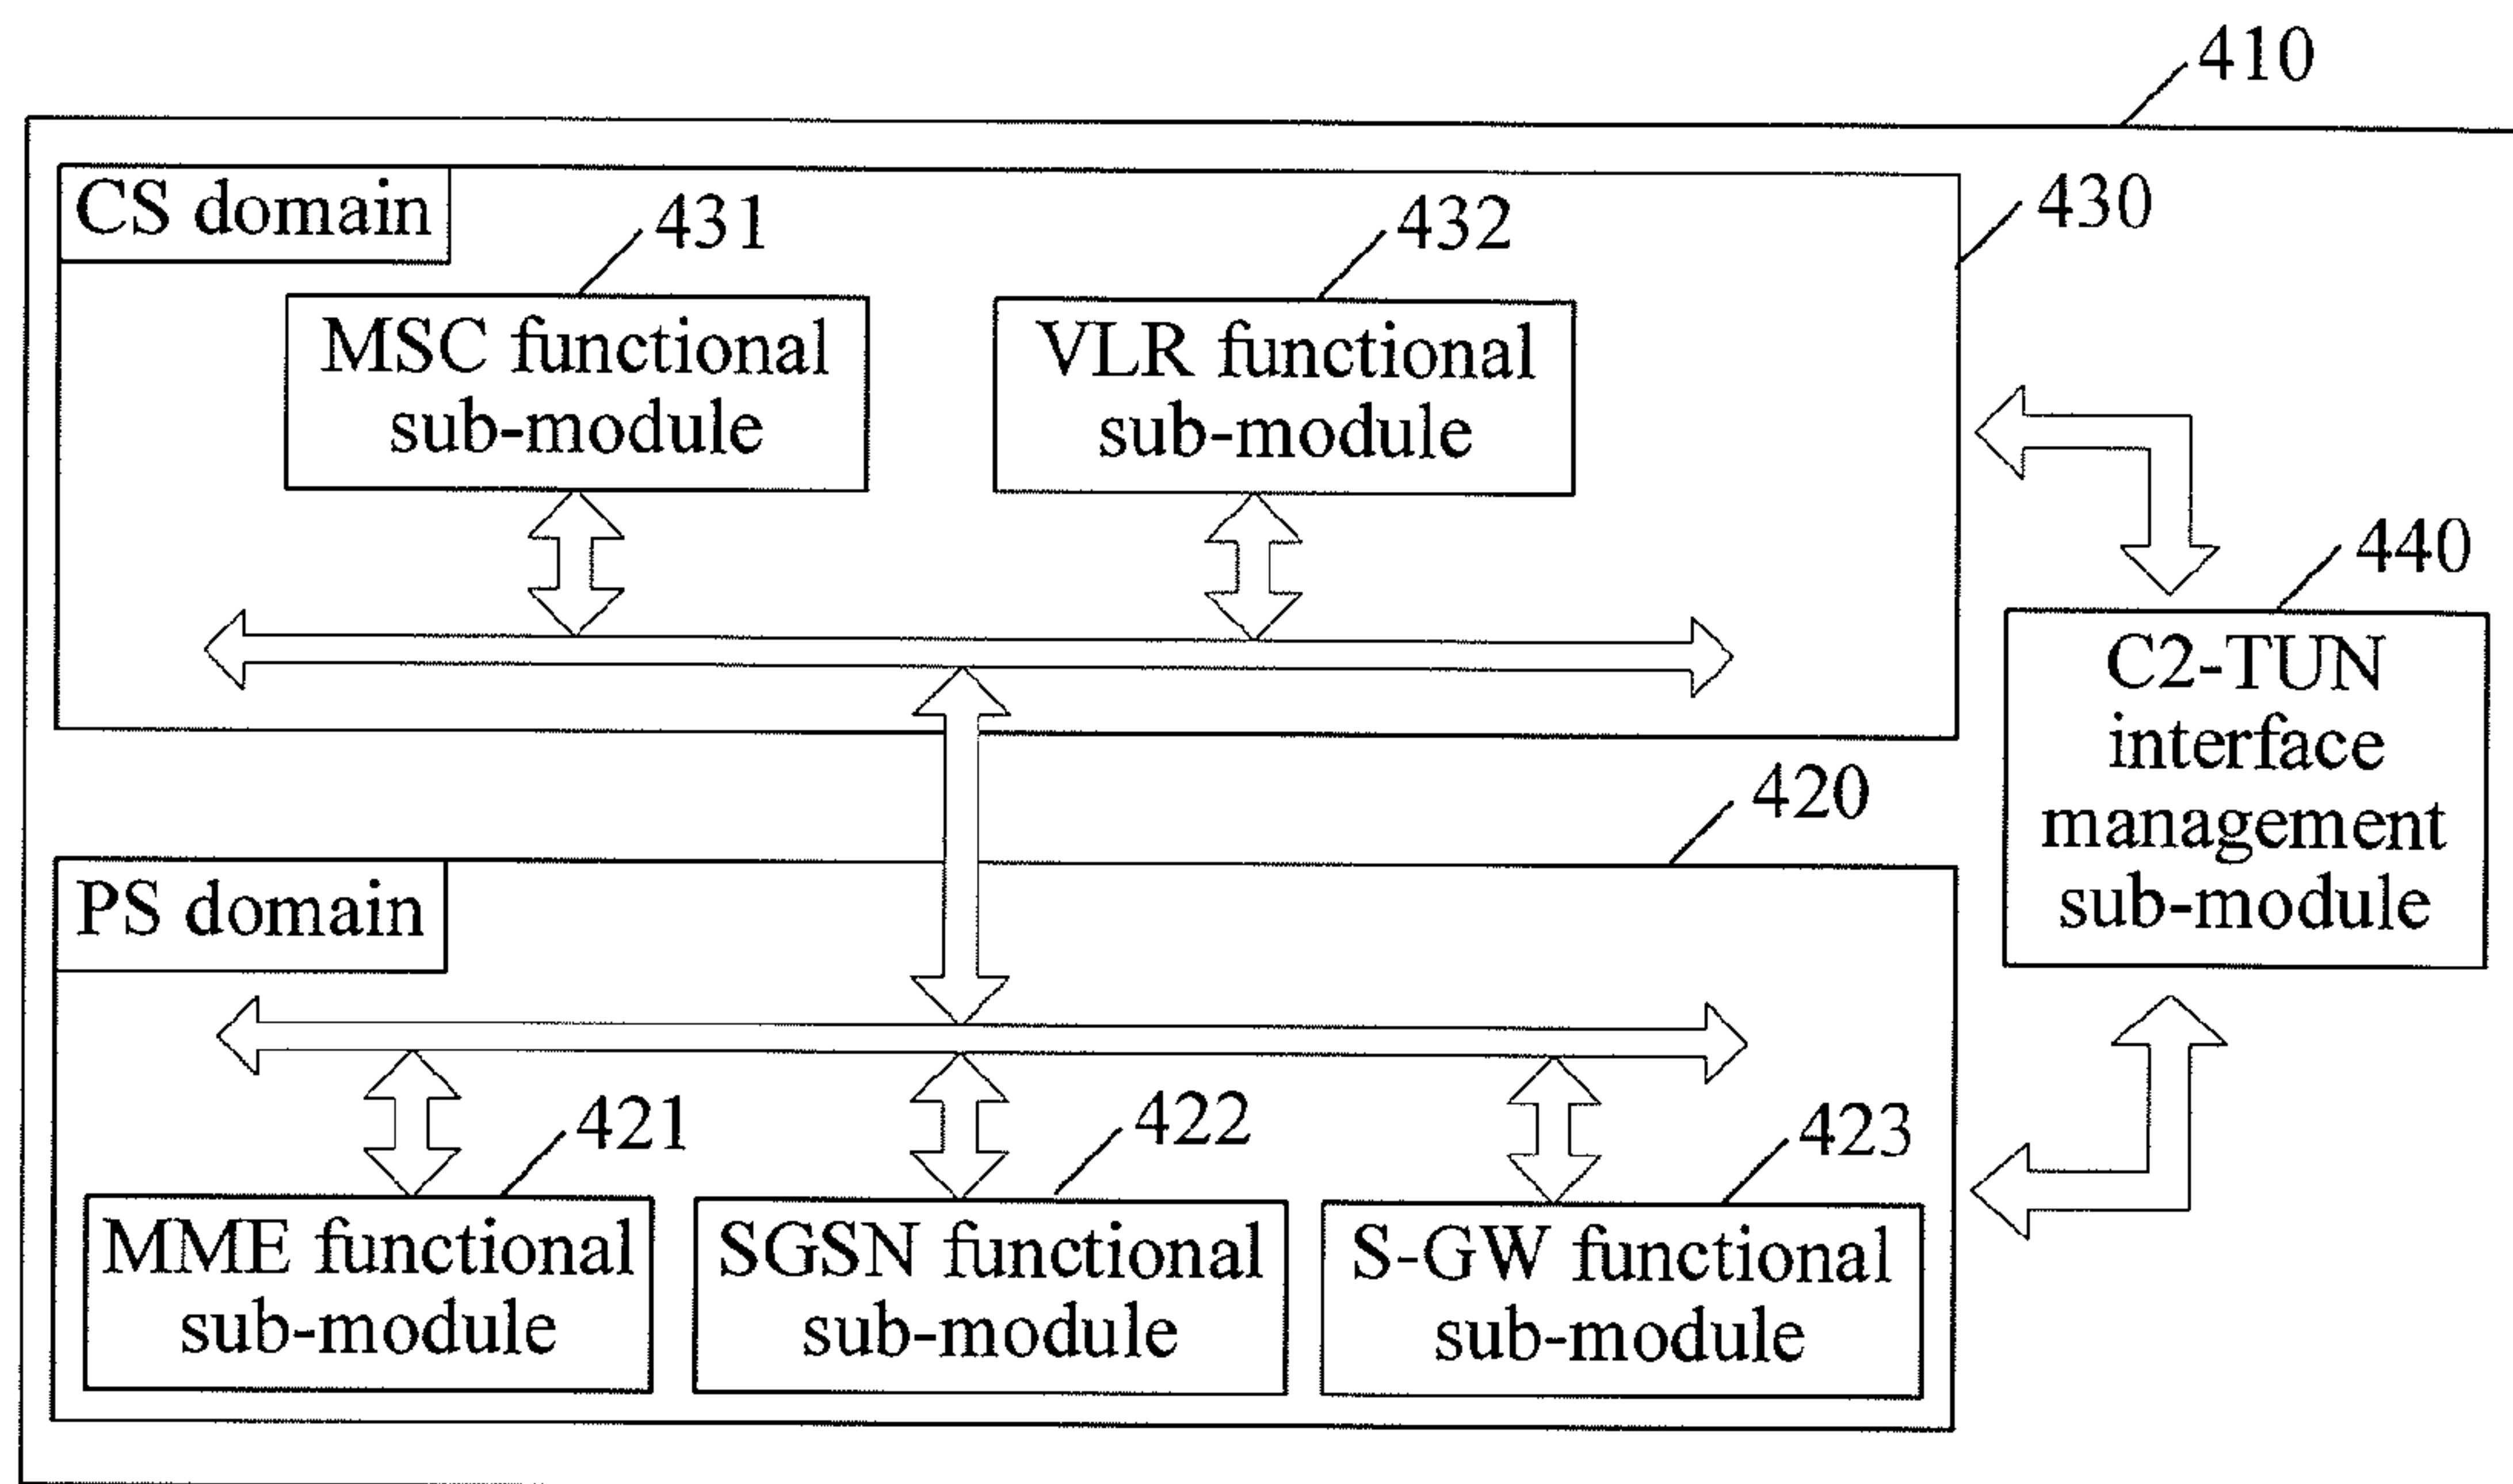 410
CS domain
430
431
432
MSC functional
sub-module
VLR functional
sub-module
440
C2-TUN
interface
management
sub-module
420
PS domain
421
422
423
MME functional
sub-module
SGSN functional
sub-module
S-GW functional
sub-module